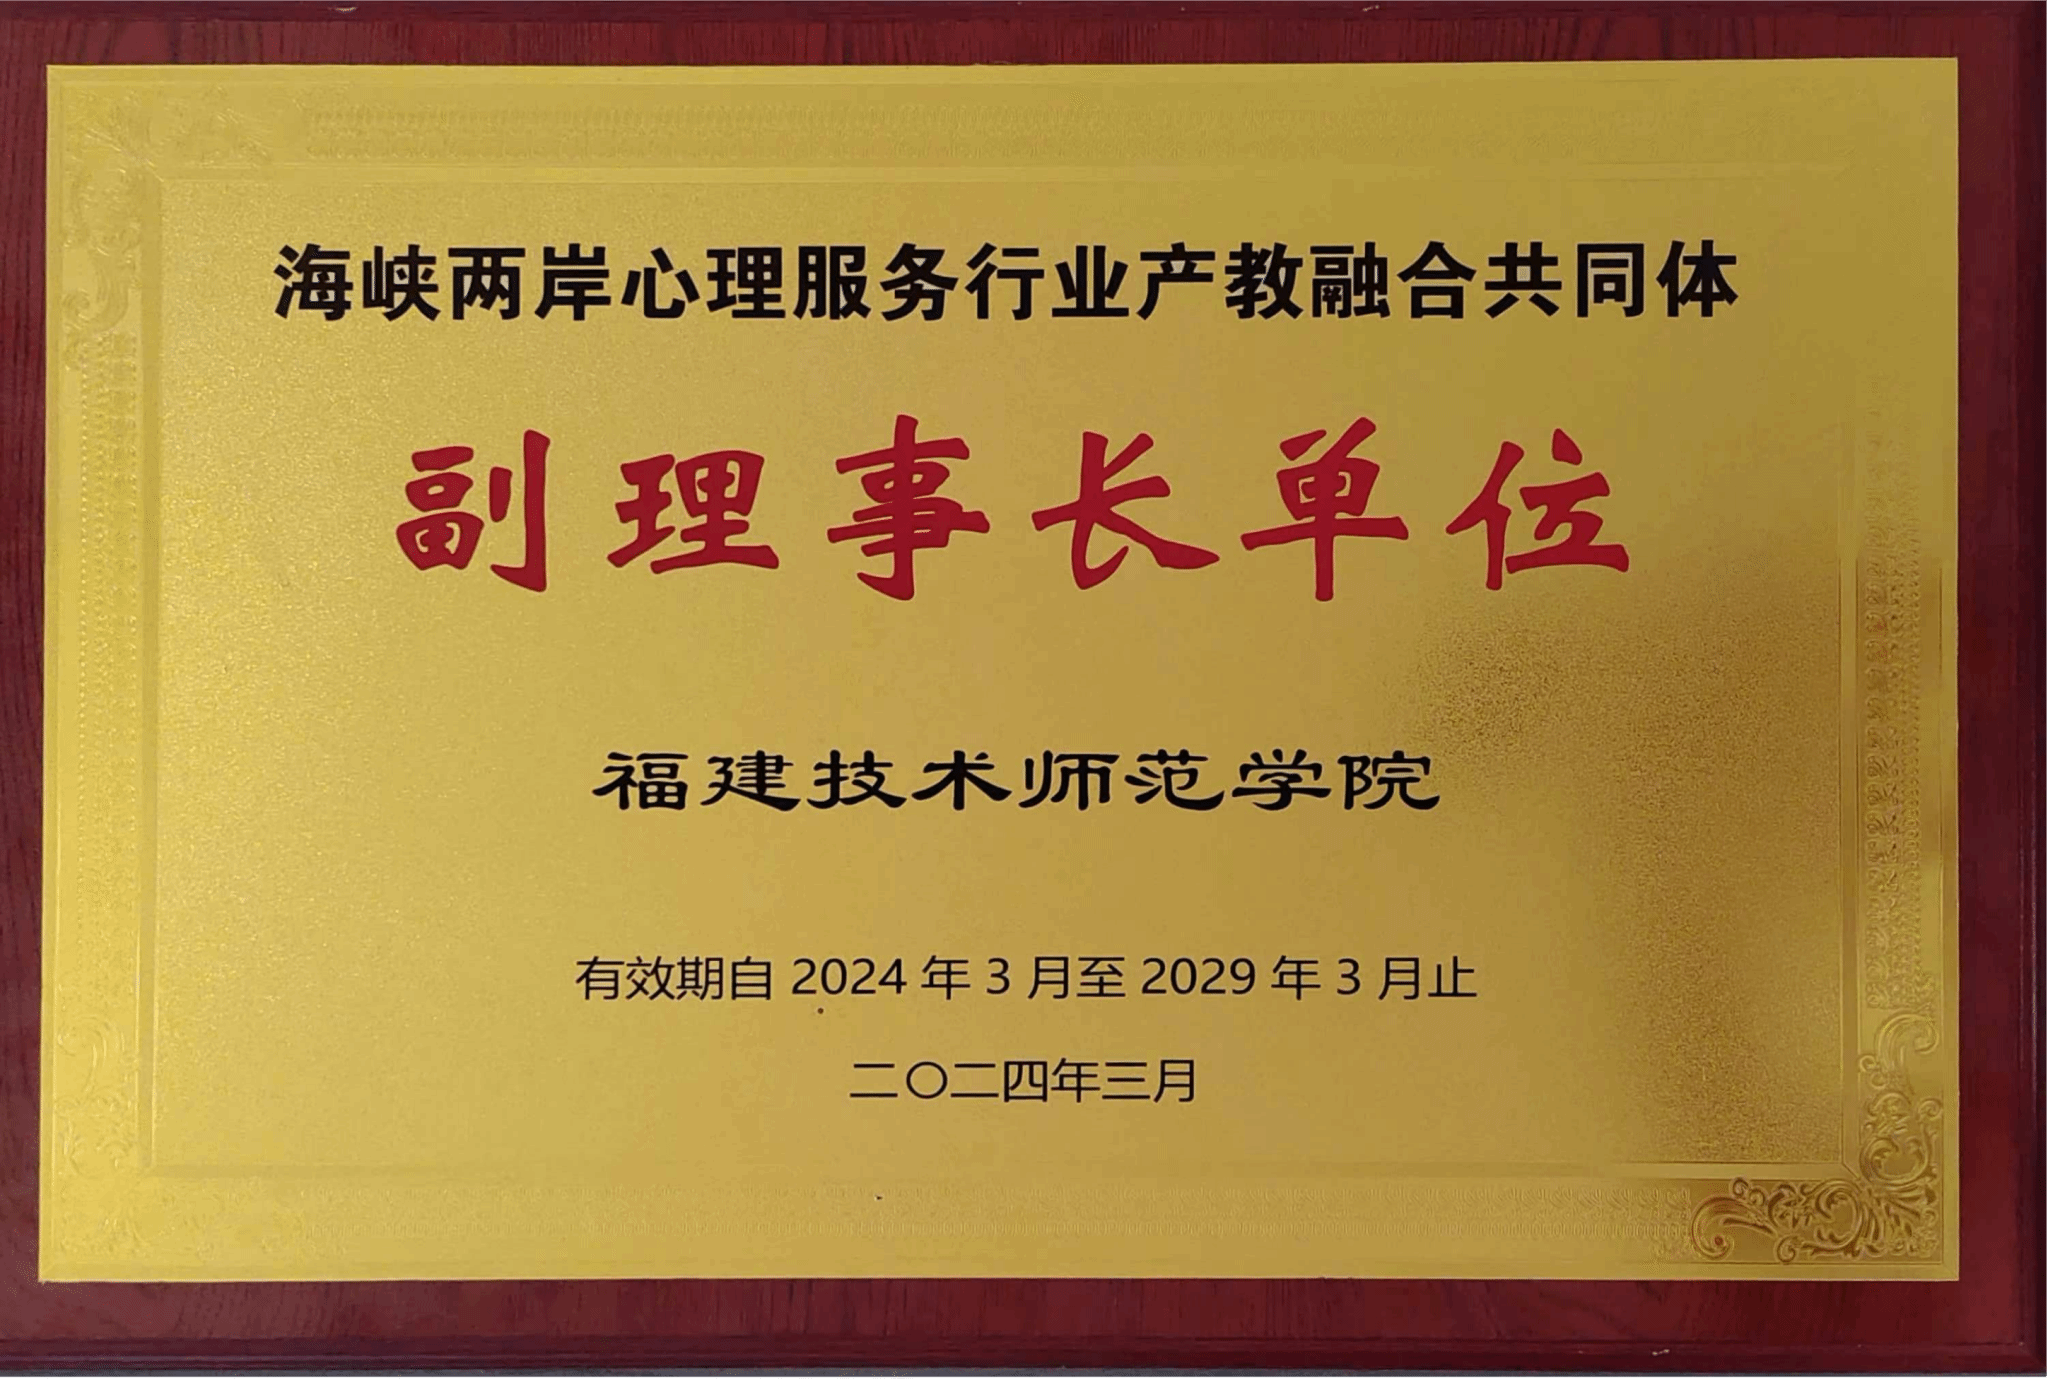 海峡两岸心理服务行业产教融合共同体
副理事长单位
福建技术师范学院
有效期自 2024 年 3 月至 2029 年 3 月止
二〇二四年三月